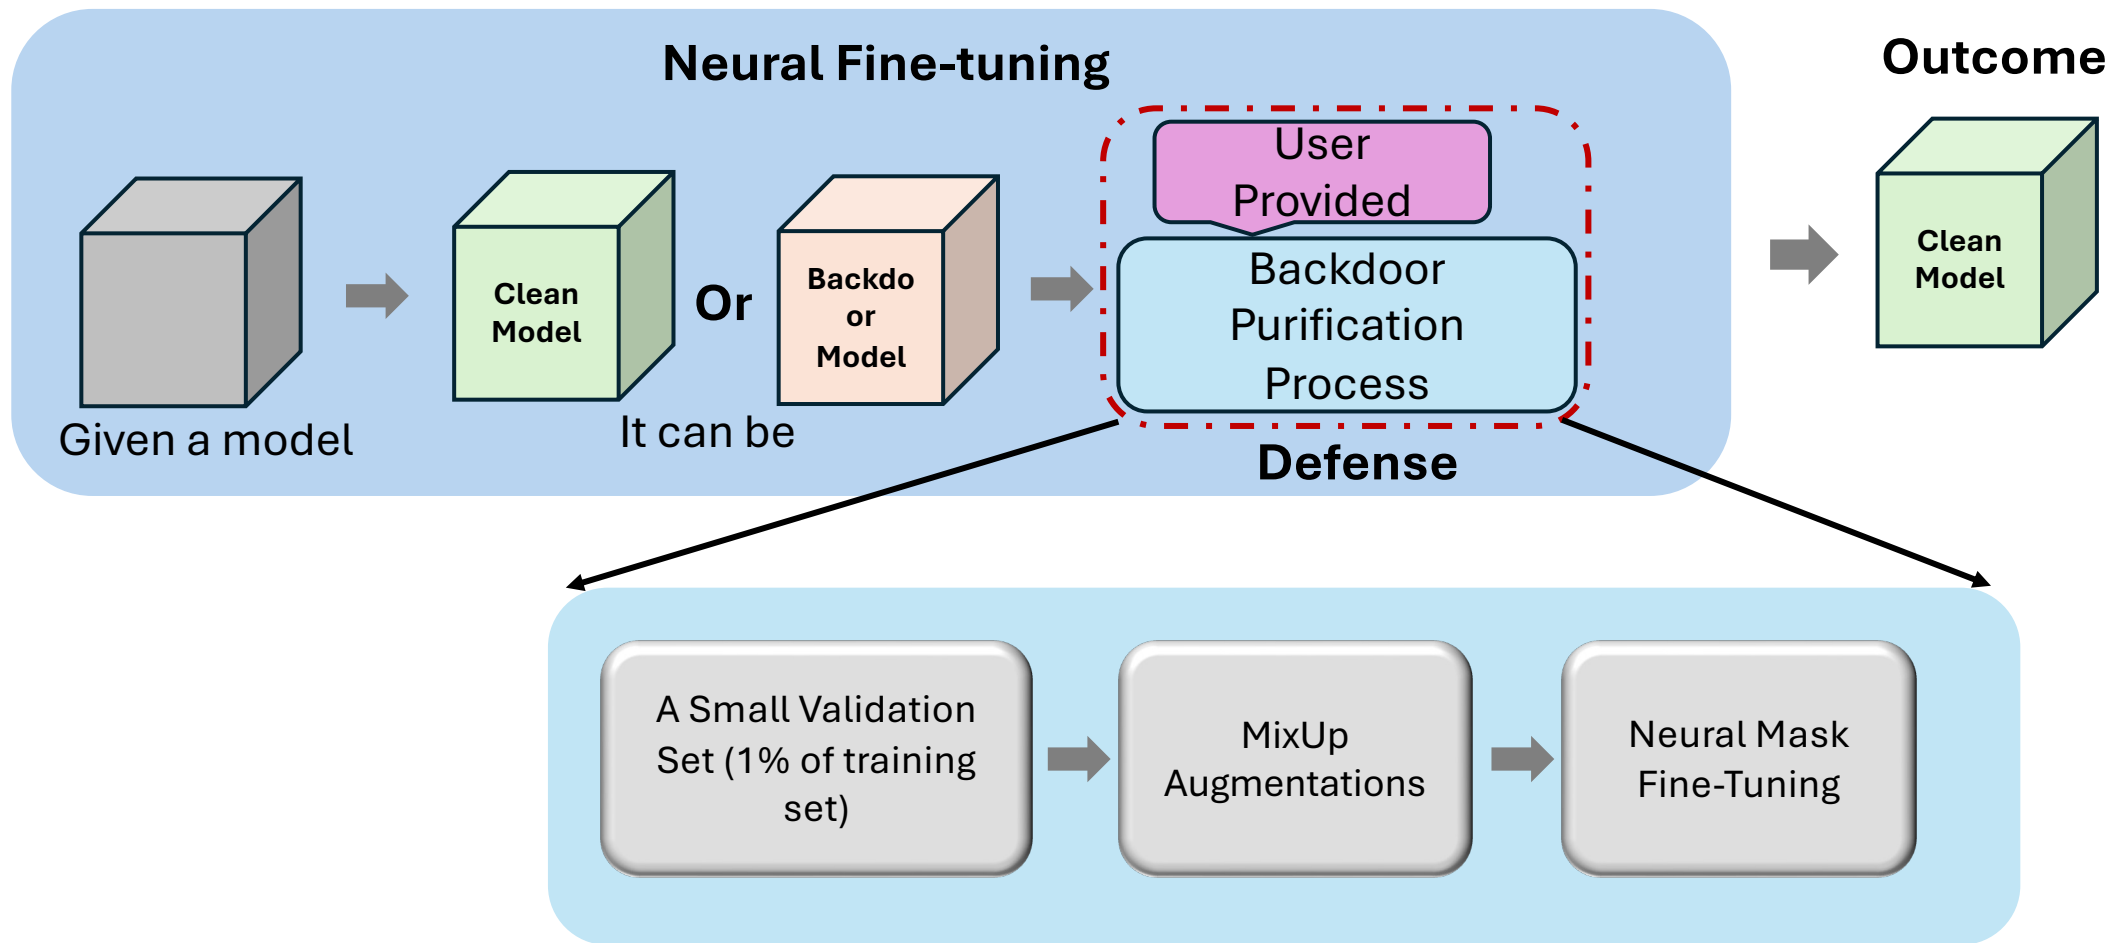 Neural Fine-tuning
Outcome
User
Provided
Backdoor
Purification
Process
Defense
Given a model
Clean
Model
Or
Backdo
or
Model
It can be
Clean
Model
A Small Validation
Set (1% of training
set)
MixUp
Augmentations
Neural Mask
Fine-Tuning